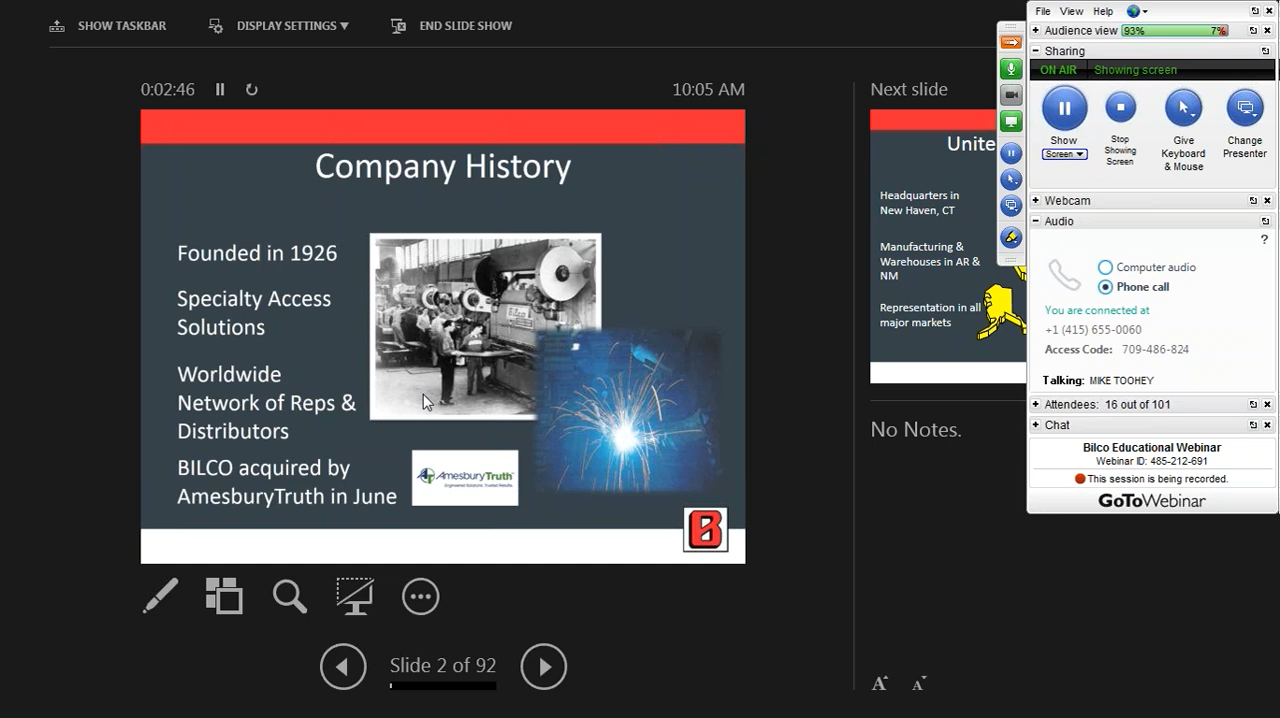 SHOW TASKBAR
DISPLAY SETTINGS
END SLIDE SHOW
0:02:46
10:05 AM
Company History
Founded in 1926
Specialty Access
Solutions
Worldwide
Network of Reps &
Distributors
BILCO acquired by
AmesburyTruth in June
Bilco
AmesburyTruth
Engineered Solutions. Trusted Results.
B
Slide 2 of 92
Next slide
Unite
Headquarters in
New Haven, CT
Manufacturing &
Warehouses in AR &
NM
Representation in all
major markets
No Notes.
A
A
File View Help
Audience view 93% 7%
Sharing
ON AIR Showing screen
Show
Screen
Stop
Showing
Screen
Give
Keyboard
& Mouse
Change
Presenter
Webcam
Audio
?
Computer audio
Phone call
You are connected at
+1 (415) 655-0060
Access Code: 709-486-824
Talking: MIKE TOOHEY
Attendees: 16 out of 101
Chat
Bilco Educational Webinar
Webinar ID: 485-212-691
This session is being recorded.
GoToWebinar